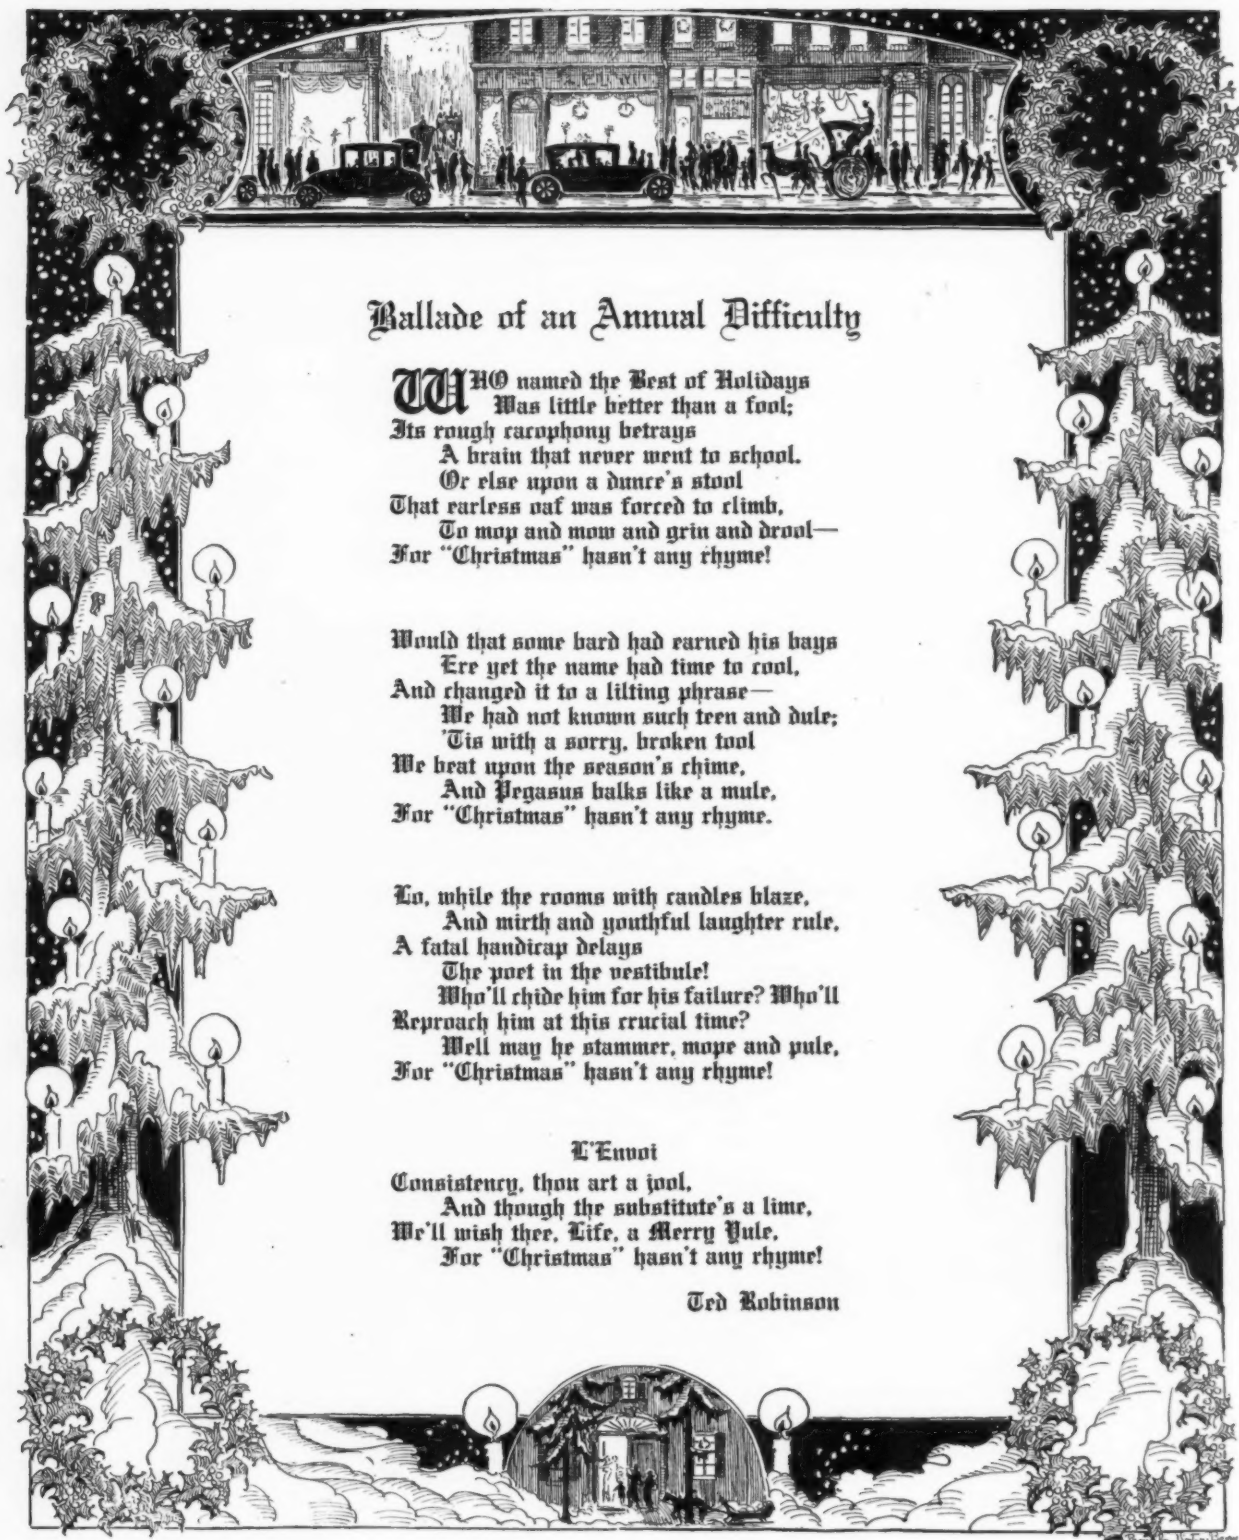 Ballade of an Annual Difficulty
WHO named the Best of Holidays
Was little better than a fool;
Its rough cacophony betrays
A brain that never went to school.
Or else upon a dunce's stool
That earless oaf was forced to climb,
To mop and mow and grin and drool—
For "Christmas" hasn't any rhyme!
Would that some bard had earned his bays
Ere yet the name had time to cool,
And changed it to a lilting phrase—
We had not known such teen and dule;
'Tis with a sorry, broken tool
We beat upon the season's chime,
And Pegasus balks like a mule,
For "Christmas" hasn't any rhyme.
Lo, while the rooms with candles blaze,
And mirth and youthful laughter rule,
A fatal handicap delays
The poet in the vestibule!
Who'll chide him for his failure? Who'll
Reproach him at this crucial time?
Well may he stammer, mope and pule,
For "Christmas" hasn't any rhyme!
L'Envoi
Consistency, thou art a jool,
And though the substitute's a lime,
We'll wish thee, Life, a Merry Yule,
For "Christmas" hasn't any rhyme!
Ted Robinson